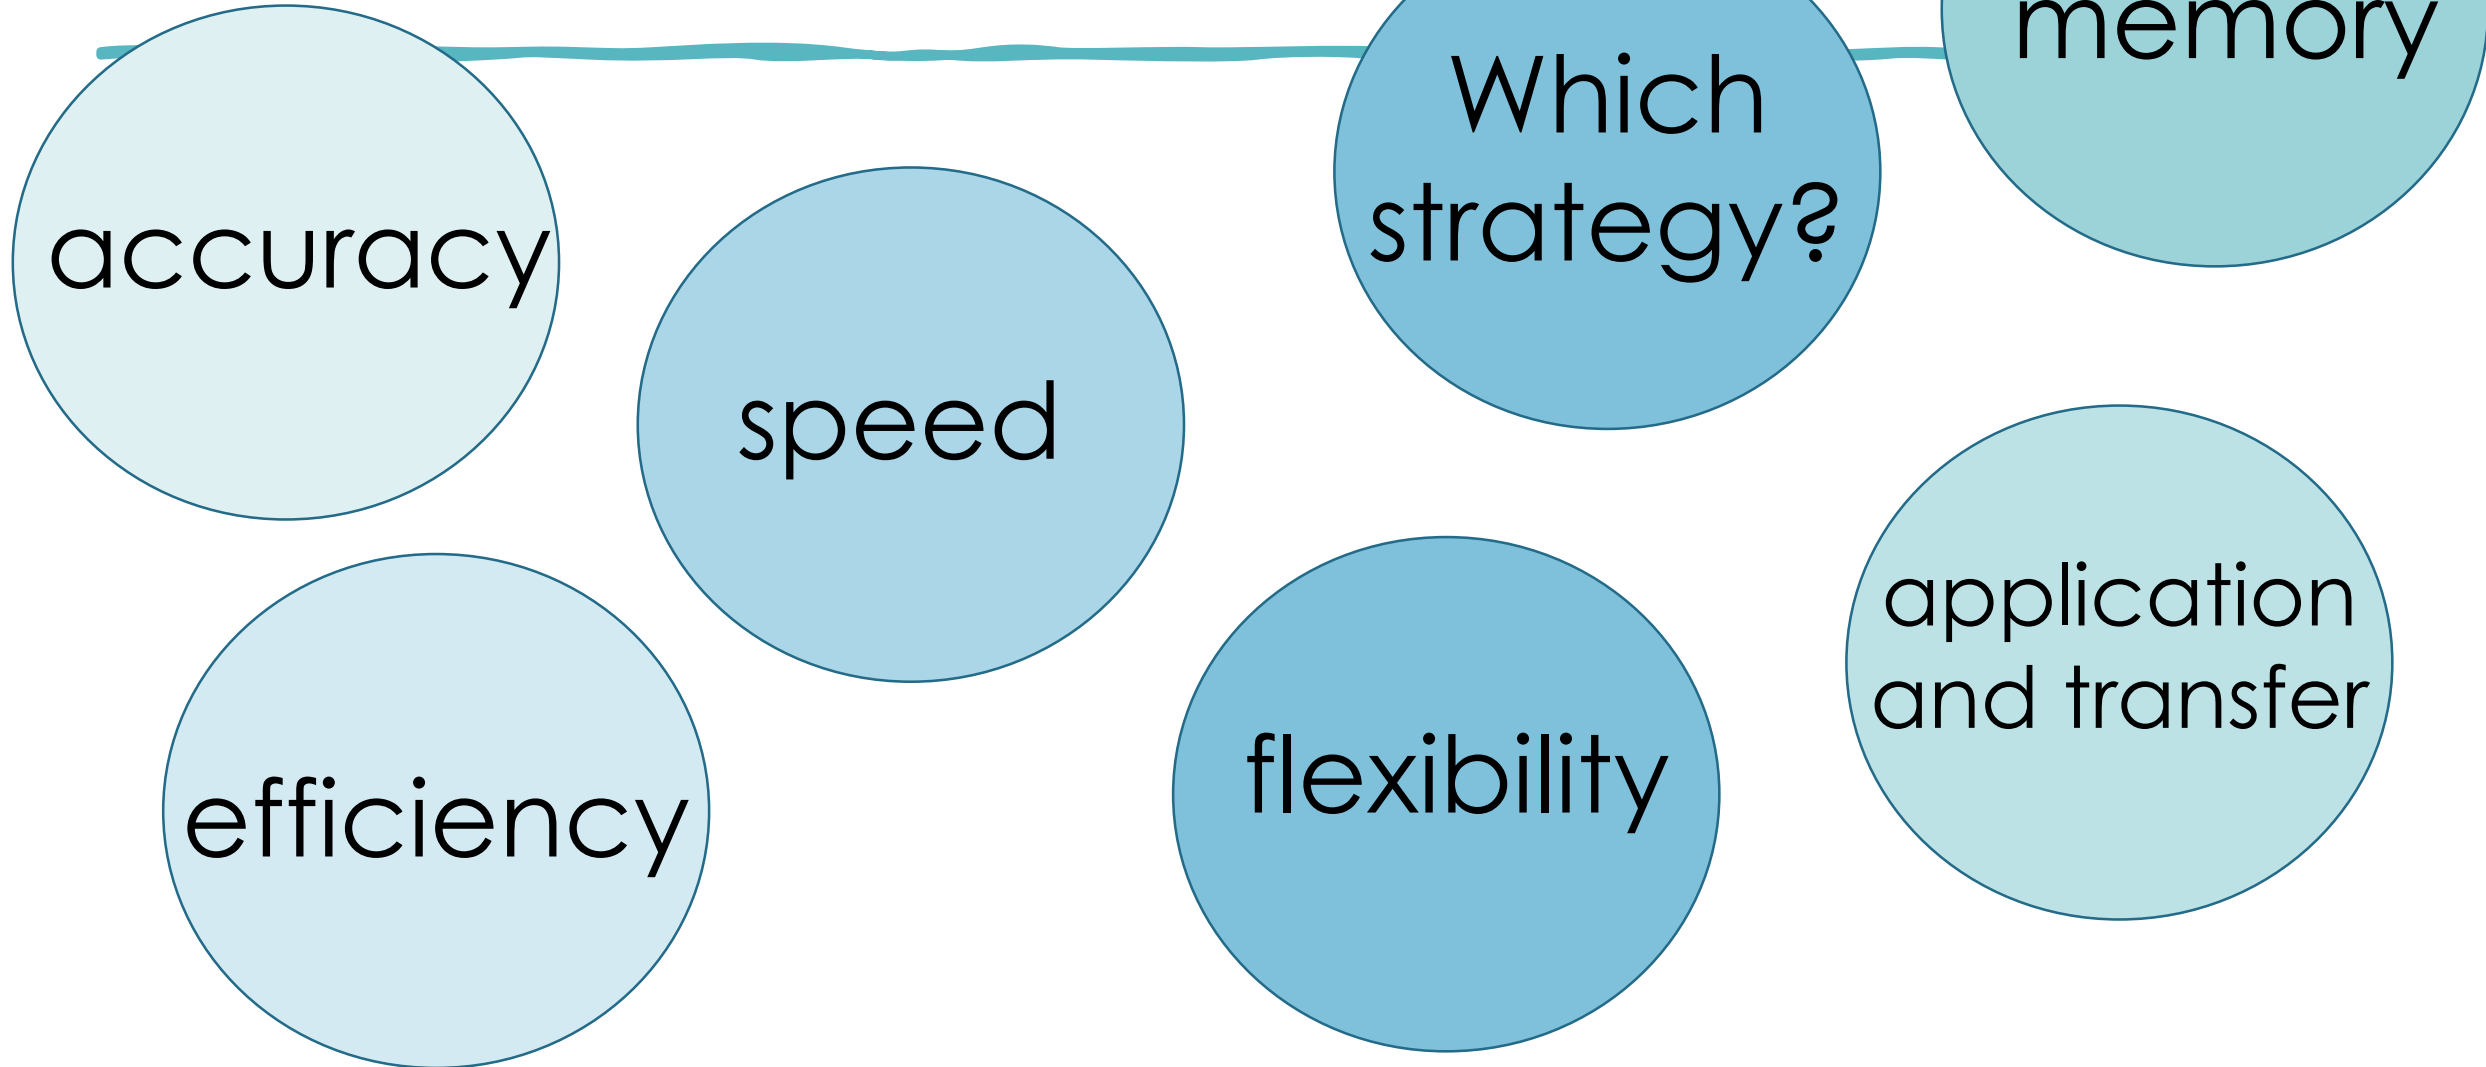 memory
Which
strategy?
accuracy
speed
application
and transfer
flexibility
efficiency